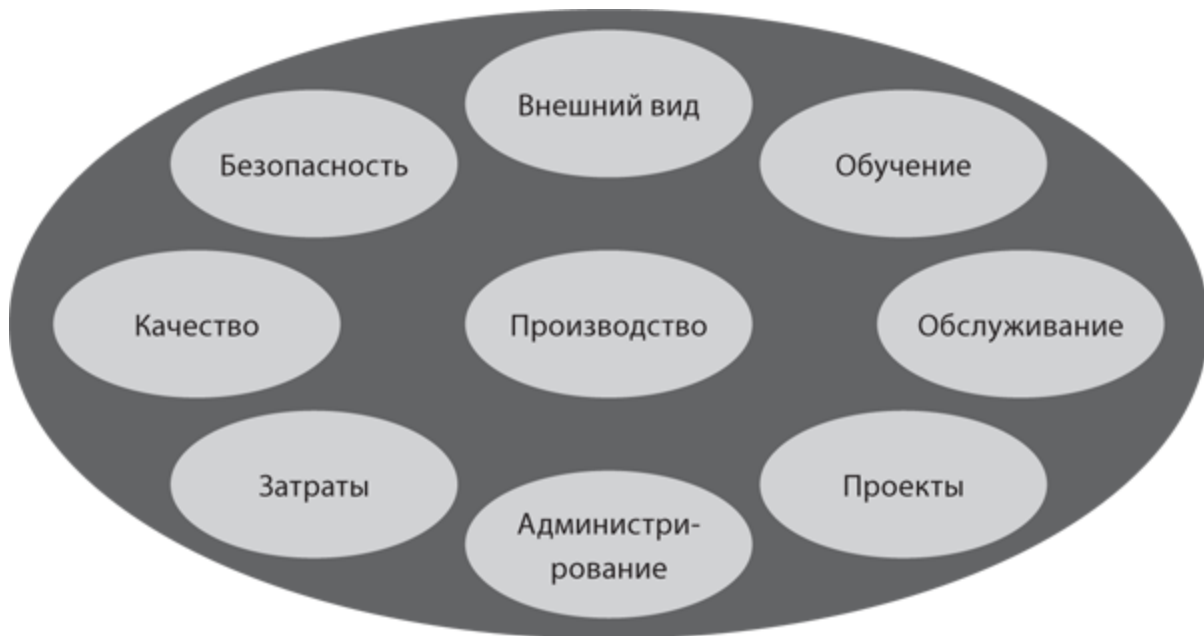 Внешний вид
Безопасность
Обучение
Качество
Производство
Обслуживание
Затраты
Проекты
Администри-
рование